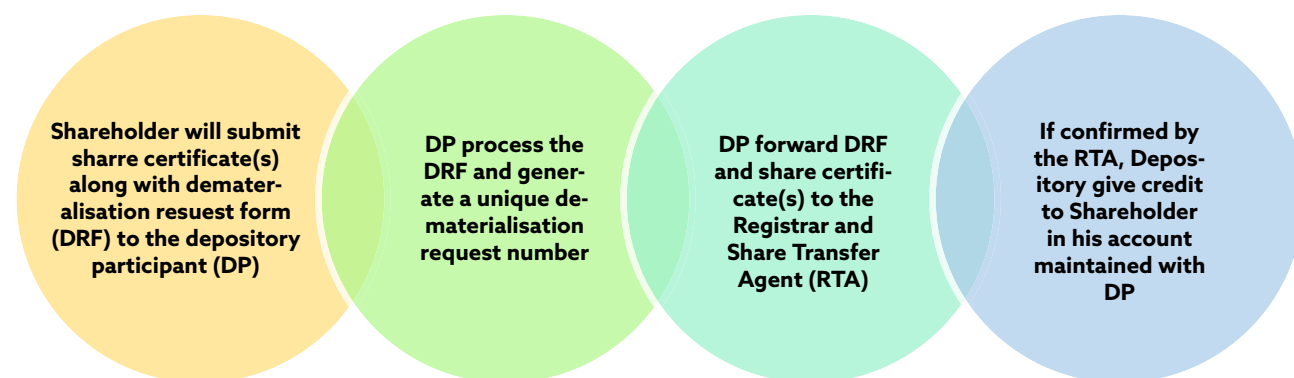 Shareholder will submit
sharre certificate(s)
along with demater-
alisation resuest form
(DRF) to the depository
participant (DP)
DP process the
DRF and gener-
ate a unique de-
materialisation
request number
DP forward DRF
and share certifi-
cate(s) to the
Registrar and
Share Transfer
Agent (RTA)
If confirmed by
the RTA, Depos-
itory give credit
to Shareholder
in his account
maintained with
DP